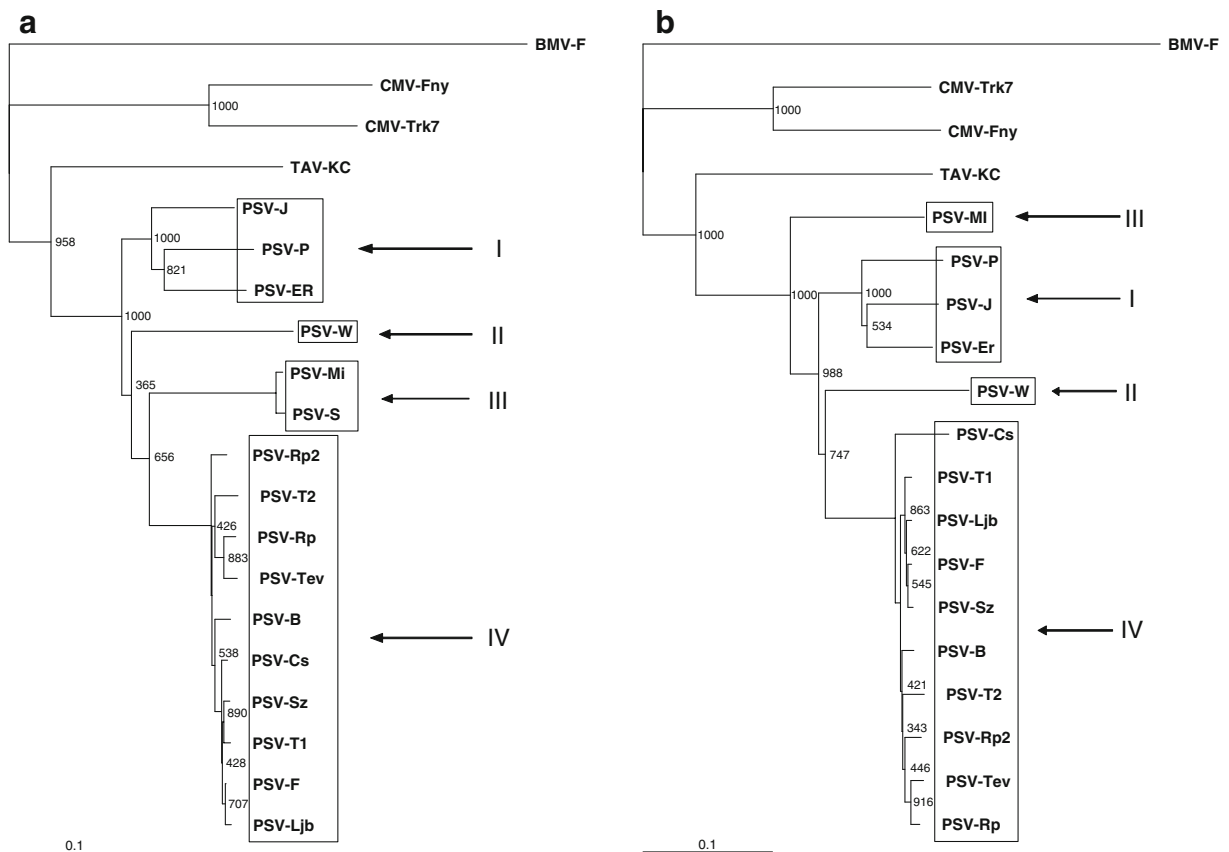 a
BMV-F
CMV-Fny
1000
CMV-Trk7
TAV-KC
PSV-J
958
1000
PSV-P
I
821
PSV-ER
1000
PSV-W
II
365
PSV-Mi
III
PSV-S
656
PSV-Rp2
PSV-T2
426
PSV-Rp
883
PSV-Tev
PSV-B
IV
538
PSV-Cs
PSV-Sz
890
PSV-T1
428
PSV-F
707
PSV-Ljb
0.1
b
BMV-F
CMV-Trk7
1000
CMV-Fny
TAV-KC
PSV-MI
III
1000
PSV-P
1000
1000
PSV-J
I
534
PSV-Er
988
PSV-W
II
PSV-Cs
747
PSV-T1
863
PSV-Ljb
622
PSV-F
545
PSV-Sz
IV
PSV-B
421
PSV-T2
343
PSV-Rp2
446
PSV-Tev
916
PSV-Rp
0.1